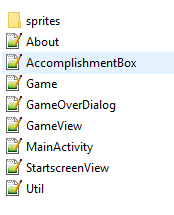 sprites
About
AccomplishmentBox
Game
GameOverDialog
GameView
MainActivity
StartscreenView
Util